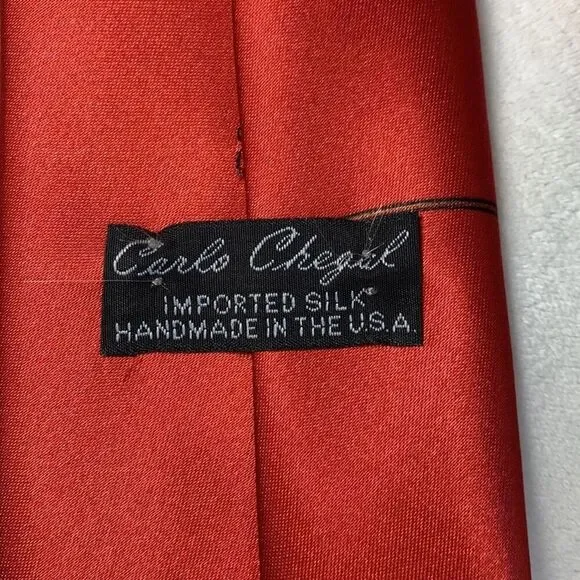 Carlo Chegal
IMPORTED SILK
HANDMADE IN THE U.S.A.